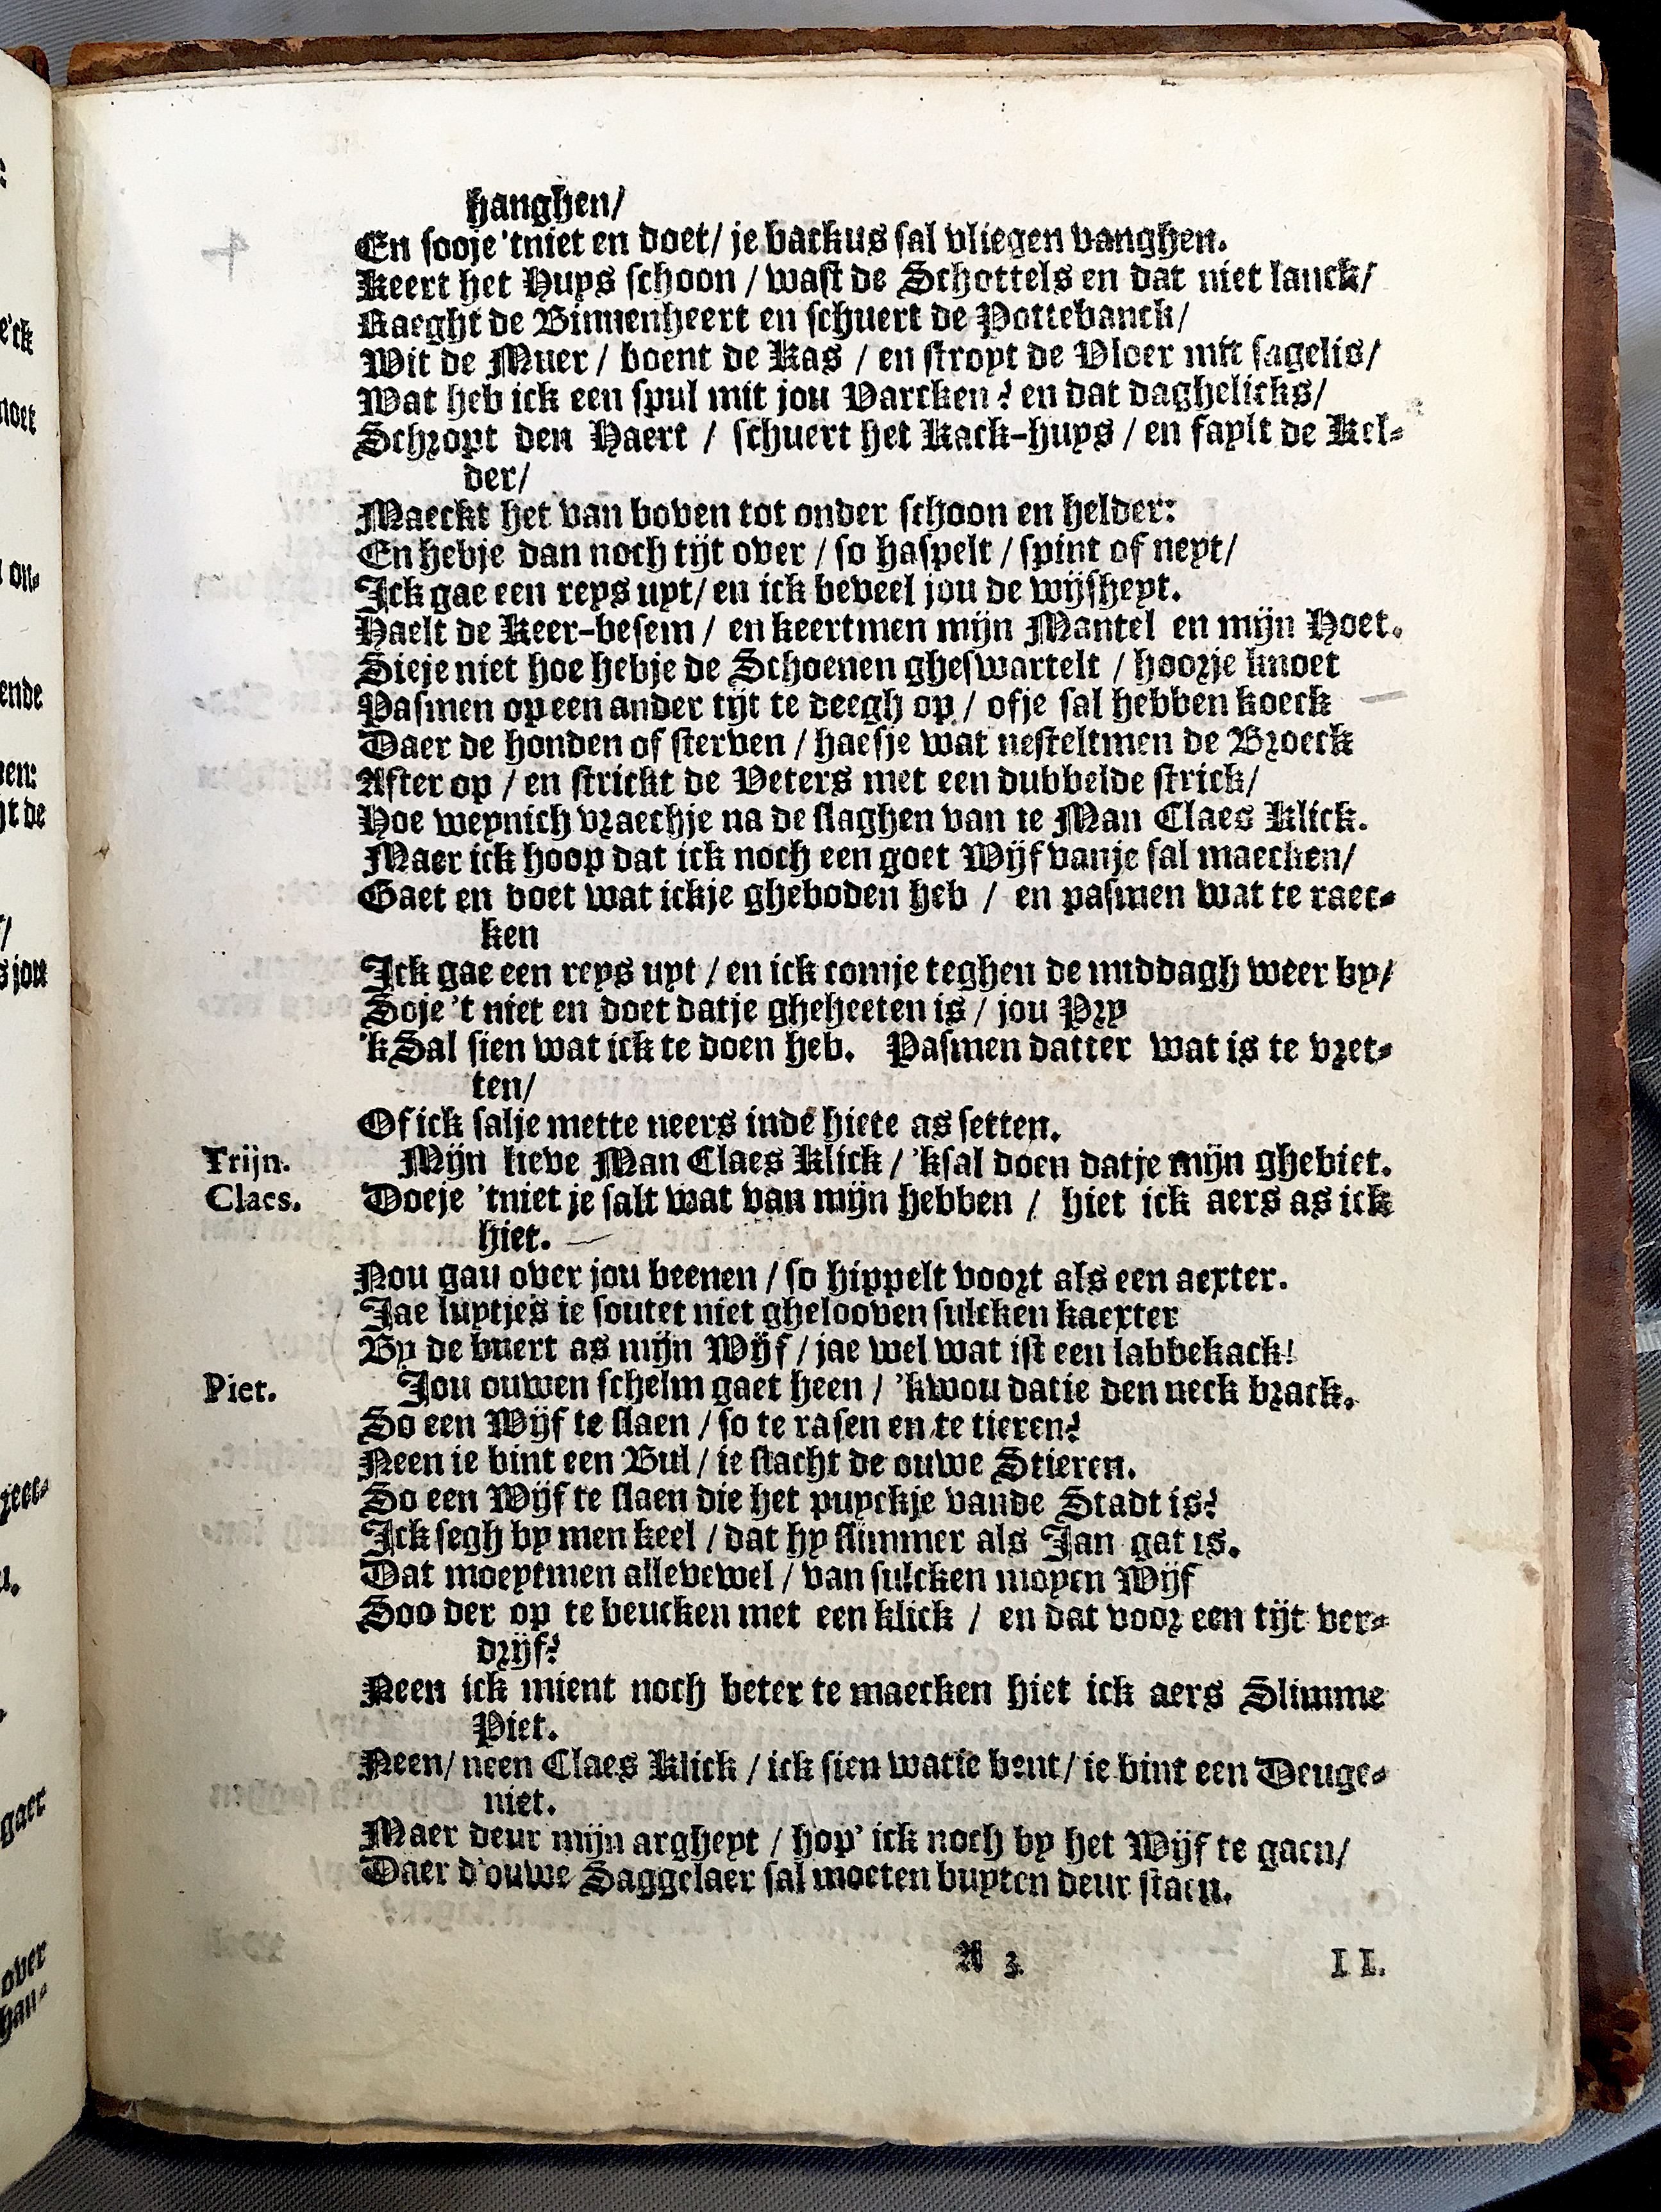 4
hanghen/
En sooje 'tniet en doet/ je backus sal vliegen vanghen.
Keert het Huys schoon / wast de Schottels en dat niet lanck/
Raeght de Binnenheert en schuert de Pottebanck/
Wit de Muer / boent de Kas / en stroyt de Vloer mit sagelis/
Wat heb ick een spul mit jou Varcken? en dat daghelicks/
Schropt den Haert / schuert het Kack-huys / en faylt de Kel-
der/
Maeckt het van boven tot onder schoon en helder:
En hebje dan noch tijt over / so haspelt / spint of neyt/
Ick gae een reys uyt/ en ick beveel jou de wijsheyt.
Haelt de Keer-besem / en keertmen mijn Mantel en mijn Hoet.
Sieje niet hoe hebje de Schoenen gheswartelt / hoorje knoet
Pasmen op een ander tijt te deegh op / ofje sal hebben koeck
Daer de honden of sterven / haesje wat nesteltmen de Broeck
After op / en strickt de Veters met een dubbelde strick/
Hoe weynich vraechje na de slaghen van te Man Claes Klick.
Maer ick hoop dat ick noch een goet Wijf vanje sal maecken/
Gaet en doet wat ickje gheboden heb / en pasmen wat te raec-
ken
Ick gae een reys uyt / en ick comje teghen de middagh weer by/
Soje 't niet en doet datje gheheeten is / jou Pry
'k Sal sien wat ick te doen heb. Pasmen datter wat is te vret-
ten/
Of ick salje mette neers inde hiete as setten.
Trijn. Mijn lieve Man Claes Klick / 'ksal doen datje mijn ghebiet.
Claes. Doeje 'tniet je salt wat van mijn hebben / hiet ick aers as ick
hiet.
Nou gau over jou beenen / so hippelt voort als een aexter.
Jae luytjes je soutet niet ghelooven sulcken kaexter
By de buert as mijn Wijf / jae wel wat ist een labbekack!
Piet. Jou ouwen schelm gaet heen / 'kwou datie den neck brack.
So een Wijf te slaen / so te rasen en te tieren?
Neen ie bint een Bul / ie slacht de ouwe Stieren.
So een Wijf te slaen die het puyckje vande Stadt is?
Ick segh by men keel / dat hy slimmer als Jan gat is.
Dat moeytmen allevewel / van sulcken moyen Wijf
Soo der op te beucken met een klick / en dat voor een tijt ver-
drijf?
Neen ick mient noch beter te maecken hiet ick aers Slimme
Piet.
Neen/ neen Claes Klick / ick sien watie bent/ ie bint een Deuge-
niet.
Maer deur mijn argheyt / hop' ick noch by het Wijf te gaen/
Daer d'ouwe Saggelaer sal moeten buyten deur staen.
A 3. II.